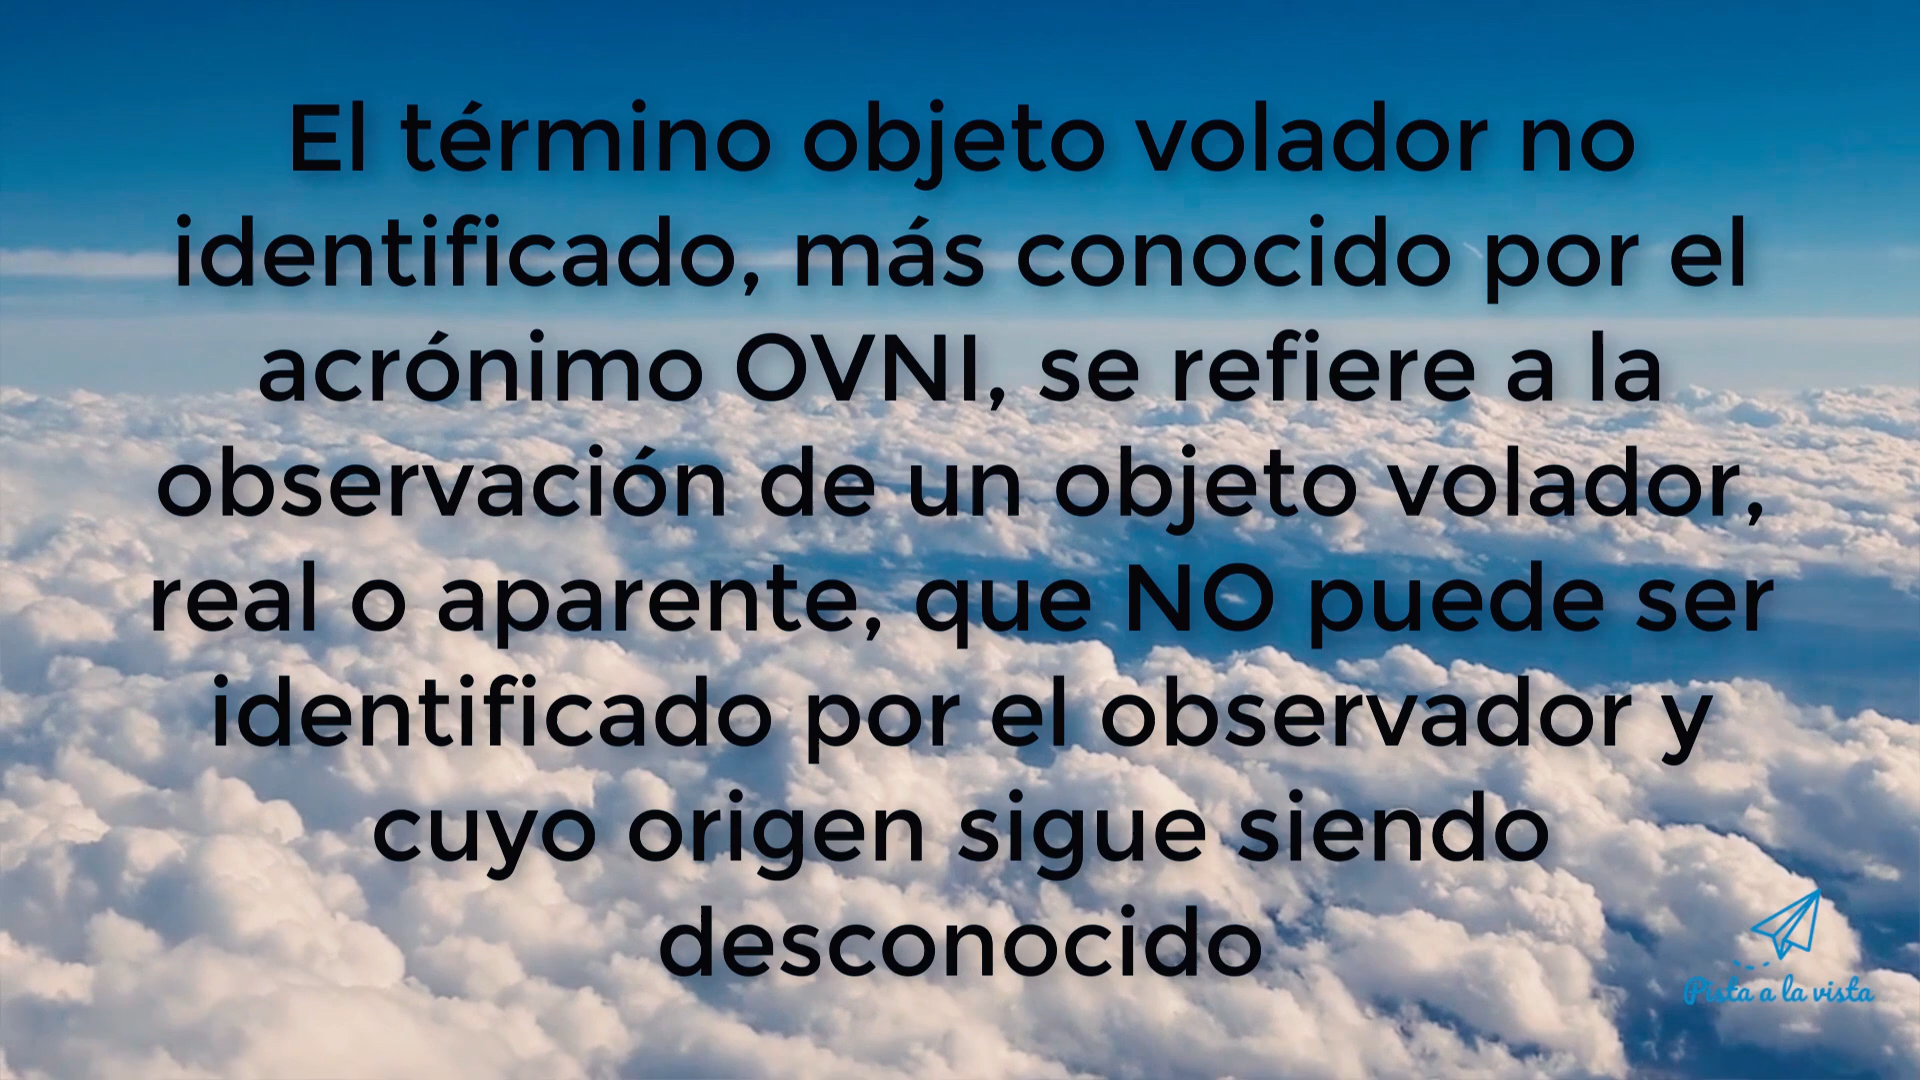 El término objeto volador no
identificado, más conocido por el
acrónimo OVNI, se refiere a la
observación de un objeto volador,
real o aparente, que NO puede ser
identificado por el observador y
cuyo origen sigue siendo
desconocido
Pista a la vista